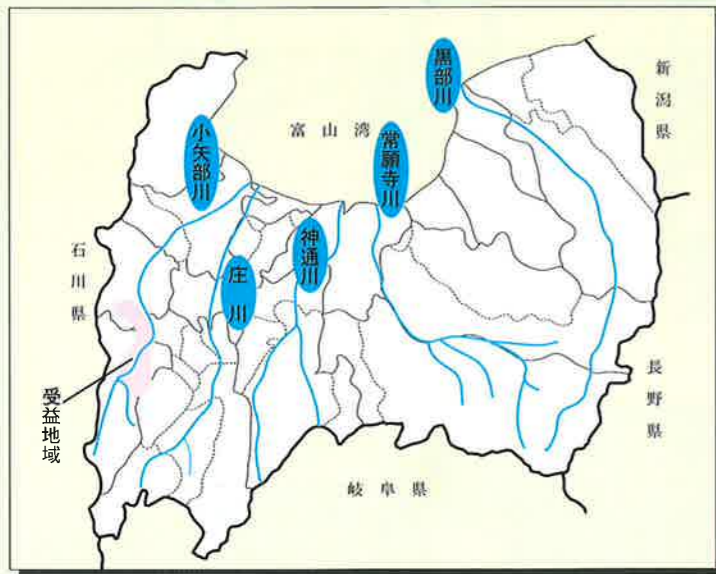 黒部川
新潟県
富山湾
常願寺川
小矢部川
神通川
石川県
庄川
長野県
受益地域
岐阜県